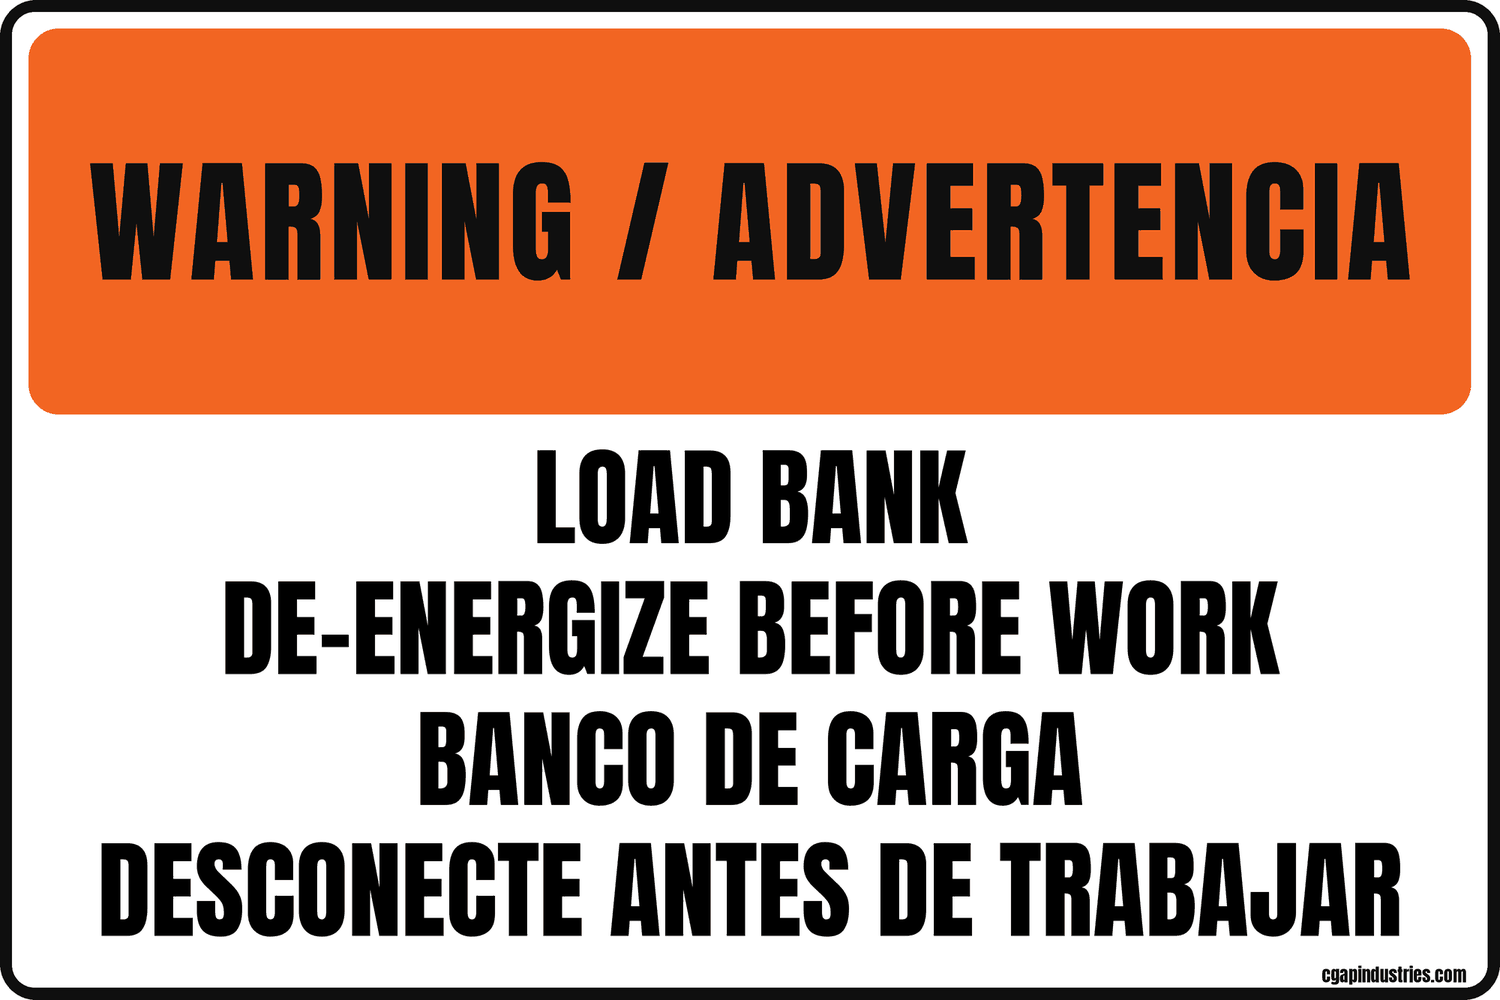 WARNING / ADVERTENCIA
LOAD BANK
DE-ENERGIZE BEFORE WORK
BANCO DE CARGA
DESCONECTE ANTES DE TRABAJAR
cgapindustries.com